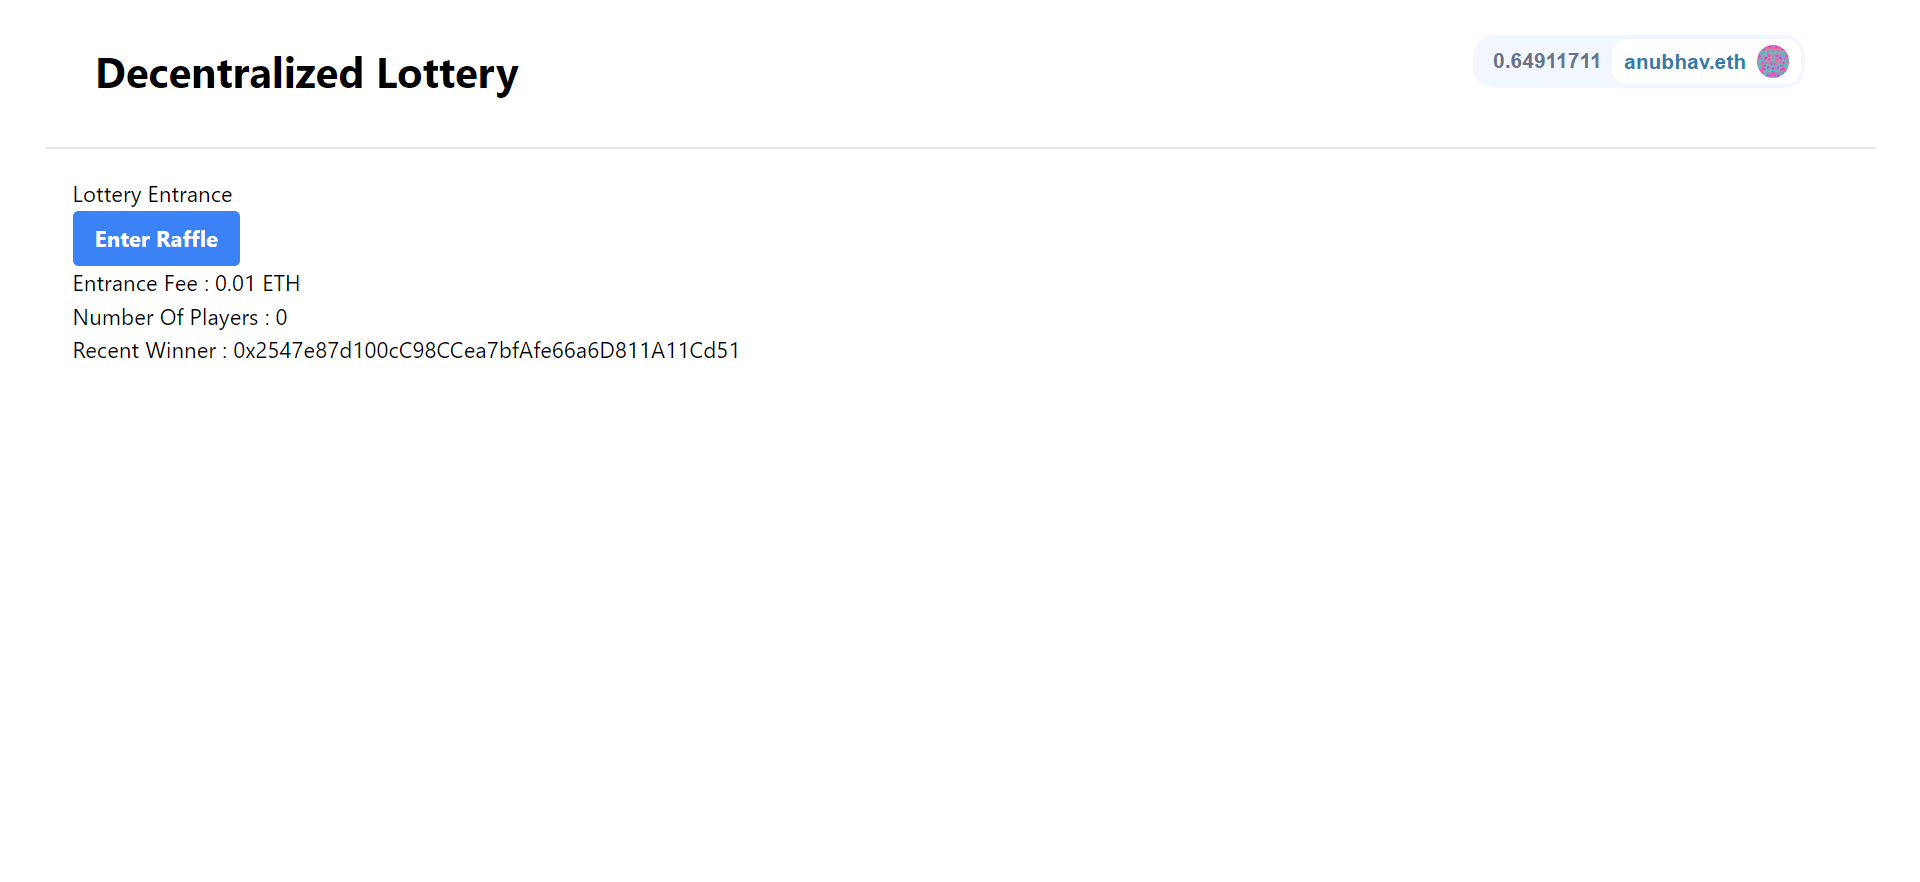 Decentralized Lottery
0.64911711 anubhav.eth
Lottery Entrance
Enter Raffle
Entrance Fee : 0.01 ETH
Number Of Players : 0
Recent Winner : 0x2547e87d100cC98CCea7bfAfe66a6D811A11Cd51